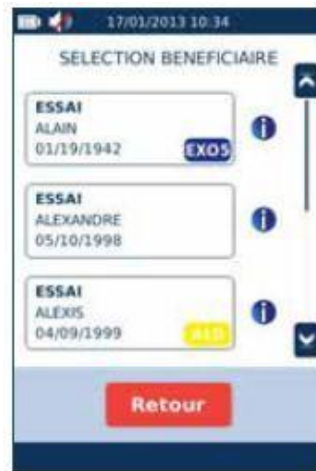 17/01/2013 10:34
SELECTION BENEFICIAIRE
ESSAI
ALAIN
01/19/1942 EXO5
ESSAI
ALEXANDRE
05/10/1998
ESSAI
ALEXIS
04/09/1999 ALD
Retour